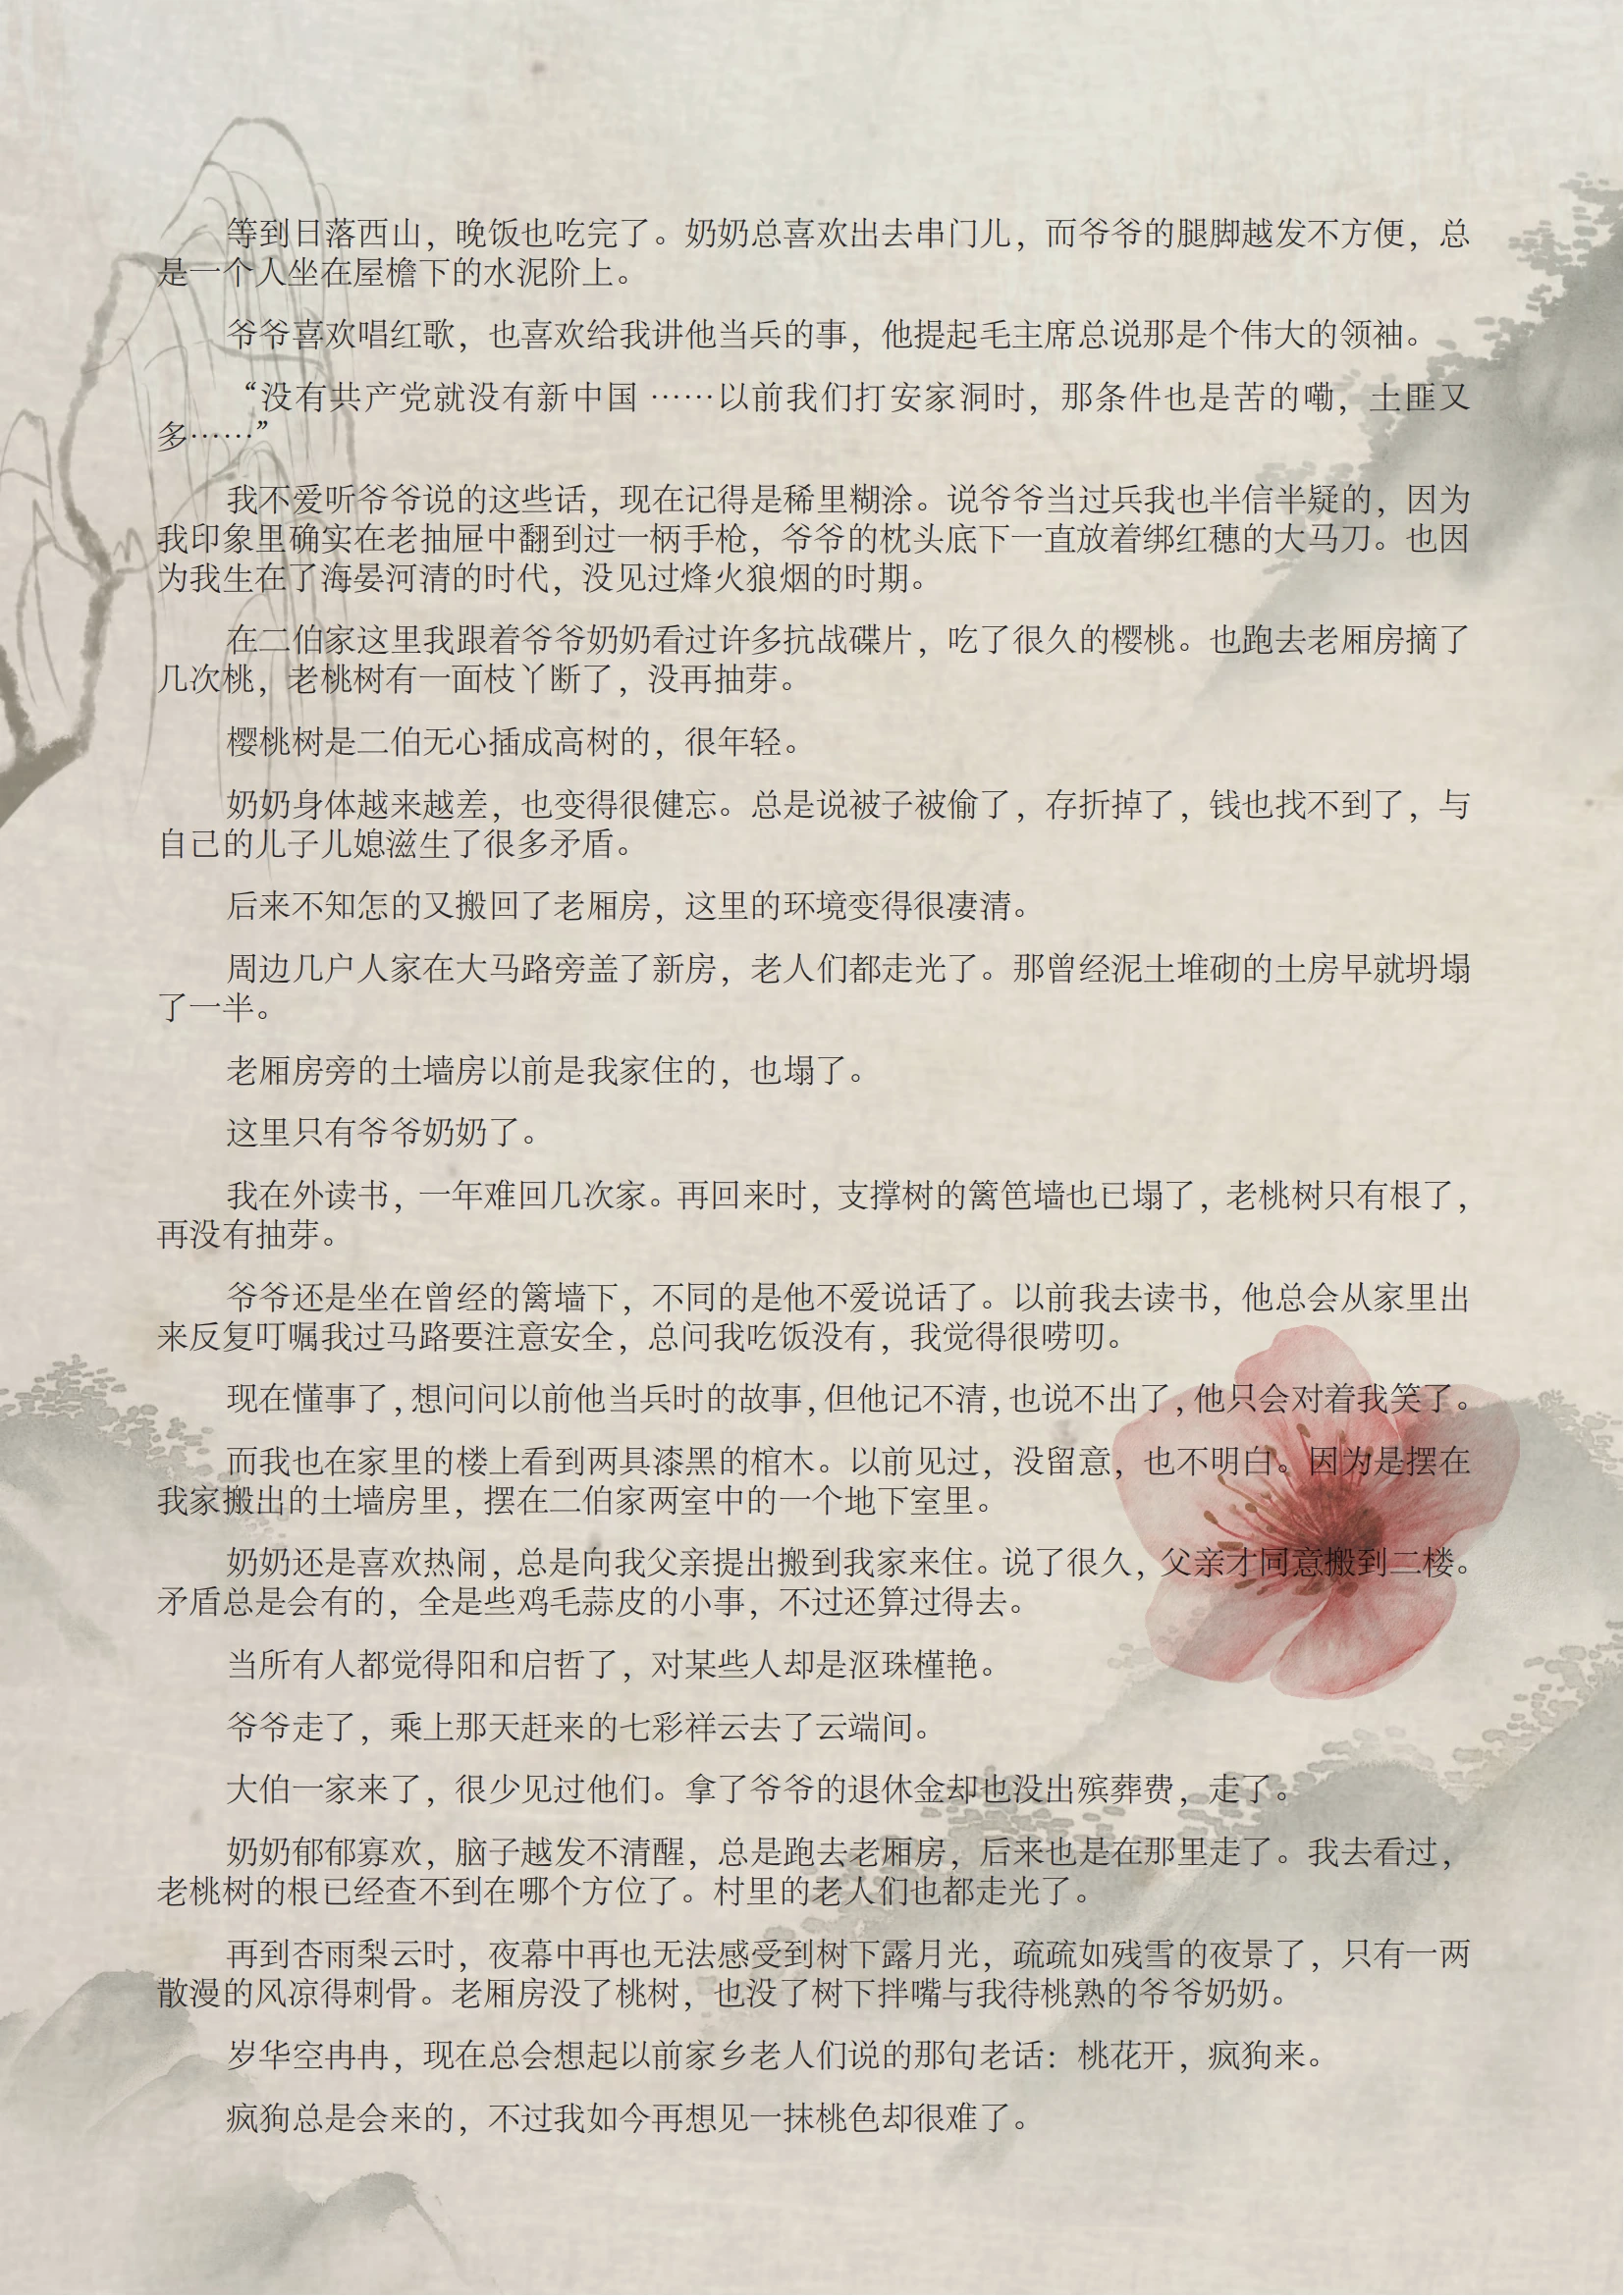 等到日落西山，晚饭也吃完了。奶奶总喜欢出去串门儿，而爷爷的腿脚越发不方便，总
是一个人坐在屋檐下的水泥阶上。
爷爷喜欢唱红歌，也喜欢给我讲他当兵的事，他提起毛主席总说那是个伟大的领袖。
“没有共产党就没有新中国 ……以前我们打安家洞时，那条件也是苦的嘞，土匪又
多……”
我不爱听爷爷说的这些话，现在记得是稀里糊涂。说爷爷当过兵我也半信半疑的，因为
我印象里确实在老抽屉中翻到过一柄手枪，爷爷的枕头底下一直放着绑红穗的大马刀。也因
为我生在了海晏河清的时代，没见过烽火狼烟的时期。
在二伯家这里我跟着爷爷奶奶看过许多抗战碟片，吃了很久的樱桃。也跑去老厢房摘了
几次桃，老桃树有一面枝丫断了，没再抽芽。
樱桃树是二伯无心插成高树的，很年轻。
奶奶身体越来越差，也变得很健忘。总是说被子被偷了，存折掉了，钱也找不到了，与
自己的儿子儿媳滋生了很多矛盾。
后来不知怎的又搬回了老厢房，这里的环境变得很凄清。
周边几户人家在大马路旁盖了新房，老人们都走光了。那曾经泥土堆砌的土房早就坍塌
了一半。
老厢房旁的土墙房以前是我家住的，也塌了。
这里只有爷爷奶奶了。
我在外读书，一年难回几次家。再回来时，支撑树的篱笆墙也已塌了，老桃树只有根了，
再没有抽芽。
爷爷还是坐在曾经的篱墙下，不同的是他不爱说话了。以前我去读书，他总会从家里出
来反复叮嘱我过马路要注意安全，总问我吃饭没有，我觉得很唠叨。
现在懂事了，想问问以前他当兵时的故事，但他记不清，也说不出了，他只会对着我笑了。
而我也在家里的楼上看到两具漆黑的棺木。以前见过，没留意，也不明白。因为是摆在
我家搬出的土墙房里，摆在二伯家两室中的一个地下室里。
奶奶还是喜欢热闹，总是向我父亲提出搬到我家来住。说了很久，父亲才同意搬到二楼。
矛盾总是会有的，全是些鸡毛蒜皮的小事，不过还算过得去。
当所有人都觉得阳和启哲了，对某些人却是沤珠槿艳。
爷爷走了，乘上那天赶来的七彩祥云去了云端间。
大伯一家来了，很少见过他们。拿了爷爷的退休金却也没出殡葬费，走了。
奶奶郁郁寡欢，脑子越发不清醒，总是跑去老厢房，后来也是在那里走了。我去看过，
老桃树的根已经查不到在哪个方位了。村里的老人们也都走光了。
再到杏雨梨云时，夜幕中再也无法感受到树下露月光，疏疏如残雪的夜景了，只有一两
散漫的风凉得刺骨。老厢房没了桃树，也没了树下拌嘴与我待桃熟的爷爷奶奶。
岁华空冉冉，现在总会想起以前家乡老人们说的那句老话：桃花开，疯狗来。
疯狗总是会来的，不过我如今再想见一抹桃色却很难了。